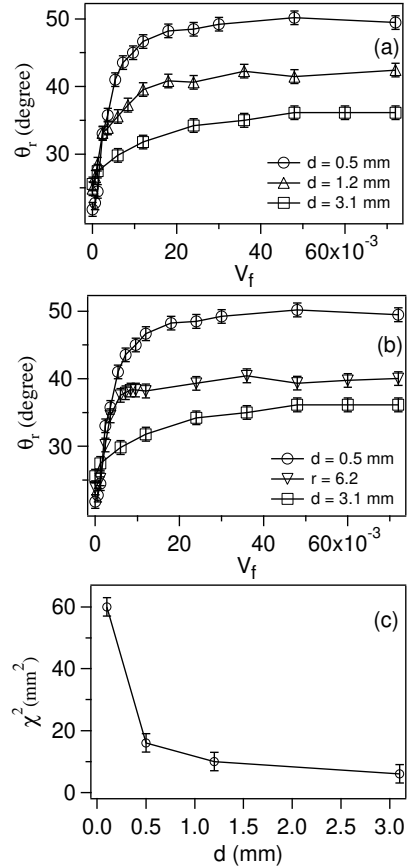 50
40
30
θr (degree)
(a)
d = 0.5 mm
d = 1.2 mm
d = 3.1 mm
0 20 40 60x10⁻³
Vf
50
40
30
θr (degree)
(b)
d = 0.5 mm
r = 6.2
d = 3.1 mm
0 20 40 60x10⁻³
Vf
60
40
20
0
χ² (mm²)
(c)
0.0 0.5 1.0 1.5 2.0 2.5 3.0
d (mm)